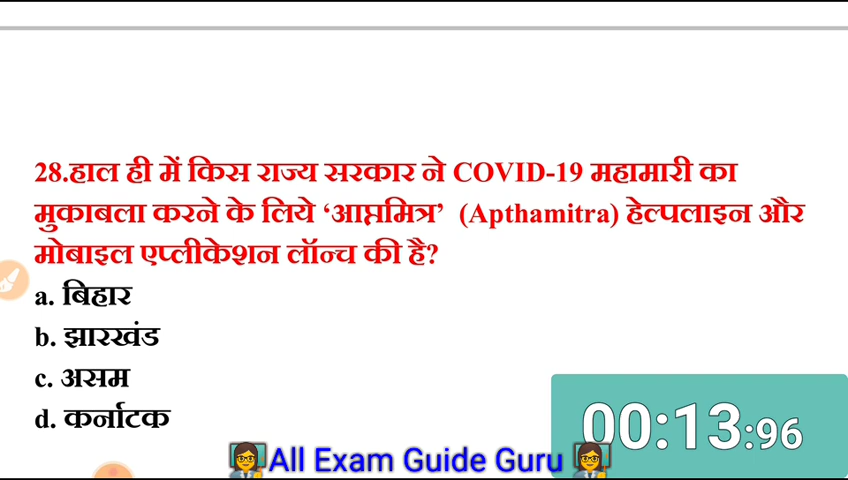 28.हाल ही में किस राज्य सरकार ने COVID-19 महामारी का
मुकाबला करने के लिये ‘आप्तमित्र’ (Apthamitra) हेल्पलाइन और
मोबाइल एप्लीकेशन लॉन्च की है?
a. बिहार
b. झारखंड
c. असम
d. कर्नाटक
00:13:96
All Exam Guide Guru